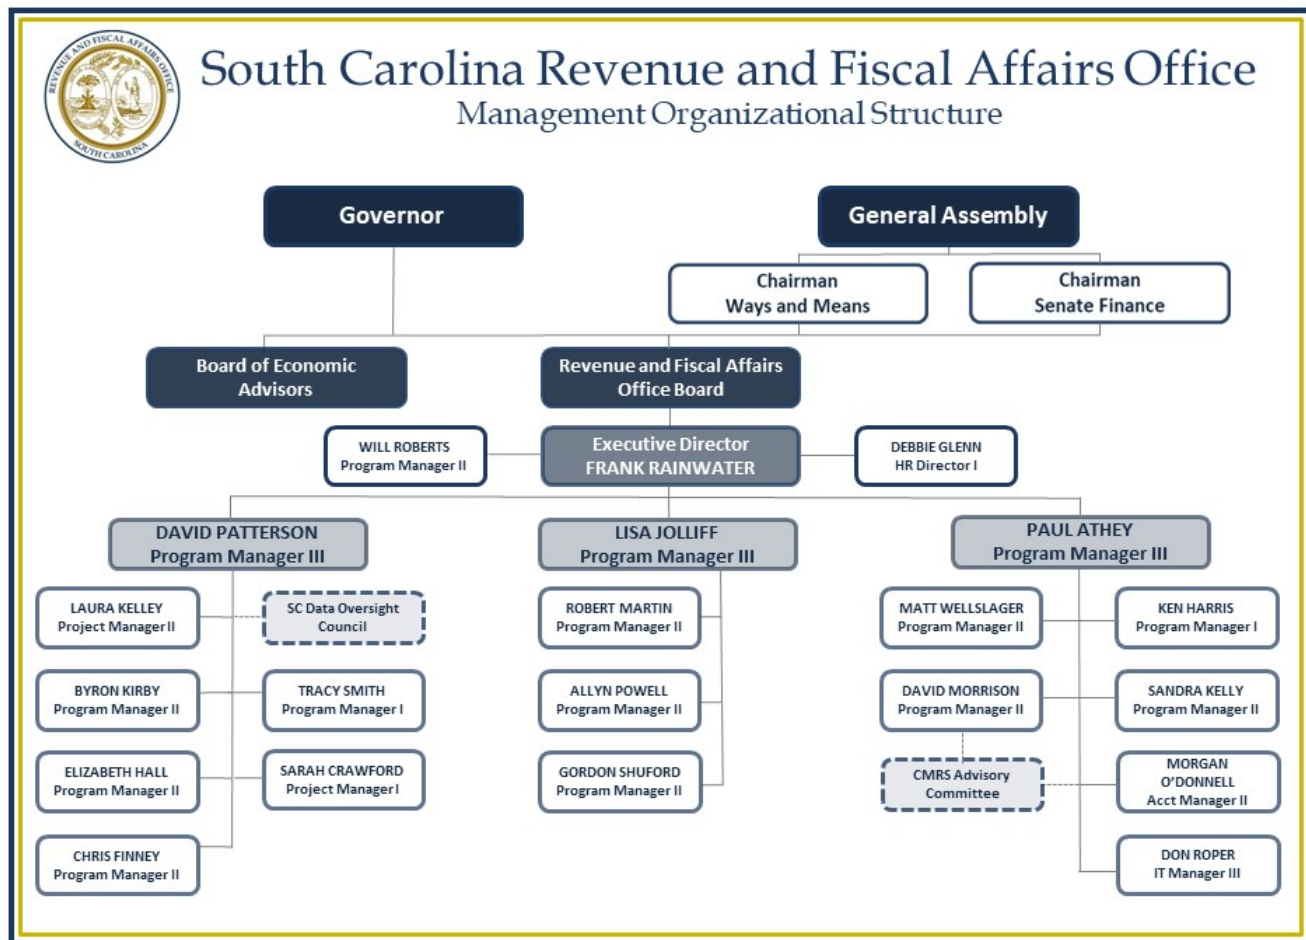 REVENUE AND FISCAL AFFAIRS OFFICE
SOUTH CAROLINA
South Carolina Revenue and Fiscal Affairs Office
Management Organizational Structure
Governor
General Assembly
Chairman
Ways and Means
Chairman
Senate Finance
Board of Economic
Advisors
Revenue and Fiscal Affairs
Office Board
WILL ROBERTS
Program Manager II
Executive Director
FRANK RAINWATER
DEBBIE GLENN
HR Director I
DAVID PATTERSON
Program Manager III
LISA JOLLIFF
Program Manager III
PAUL ATHEY
Program Manager III
LAURA KELLEY
Project Manager II
SC Data Oversight
Council
ROBERT MARTIN
Program Manager II
MATT WELLSLAGER
Program Manager II
KEN HARRIS
Program Manager I
BYRON KIRBY
Program Manager II
TRACY SMITH
Program Manager I
ALLYN POWELL
Program Manager II
DAVID MORRISON
Program Manager II
SANDRA KELLY
Program Manager II
ELIZABETH HALL
Program Manager II
SARAH CRAWFORD
Project Manager I
GORDON SHUFORD
Program Manager II
CMRS Advisory
Committee
MORGAN
O'DONNELL
Acct Manager II
CHRIS FINNEY
Program Manager II
DON ROPER
IT Manager III